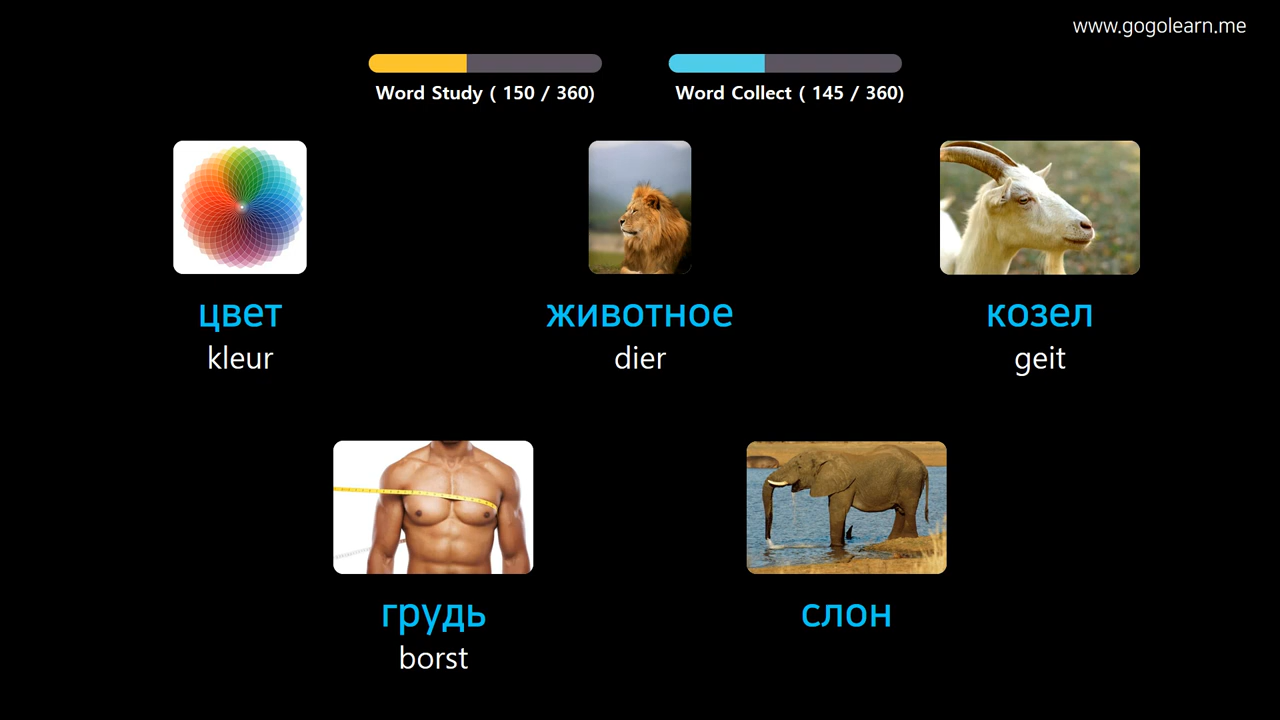 www.gogolearn.me
Word Study ( 150 / 360)
Word Collect ( 145 / 360)
цвет
kleur
животное
dier
козел
geit
грудь
borst
слон